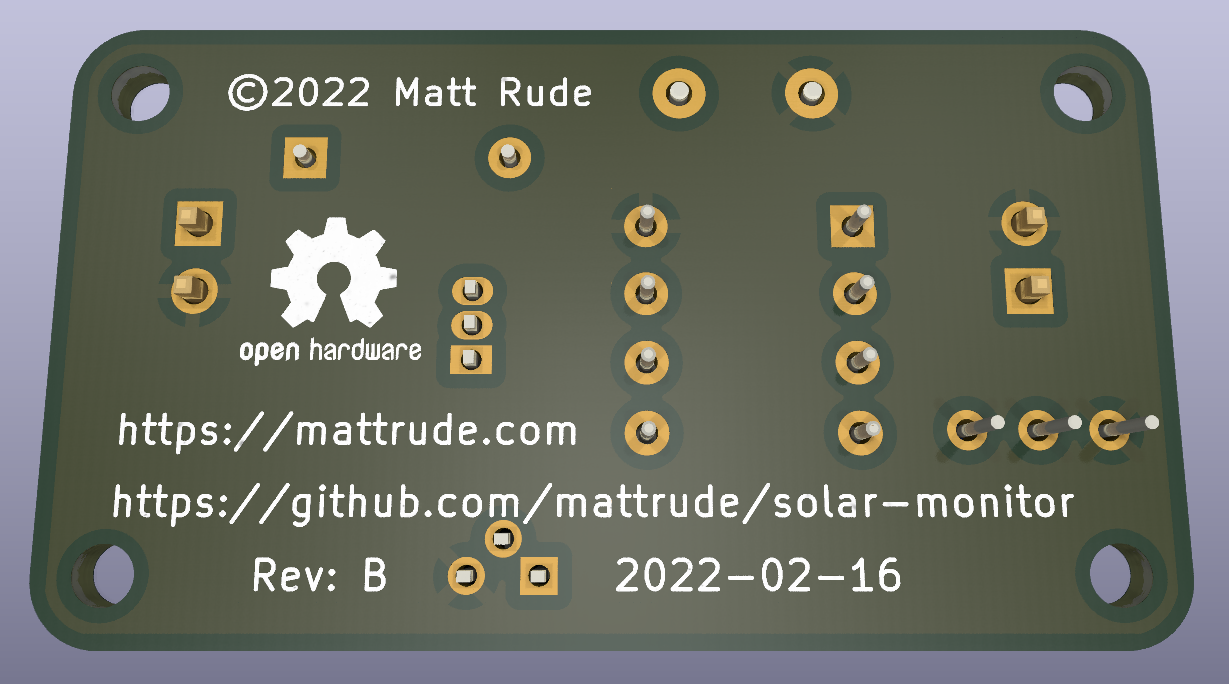 ©2022 Matt Rude
open hardware
https://mattrude.com
https://github.com/mattrude/solar-monitor
Rev: B
2022-02-16